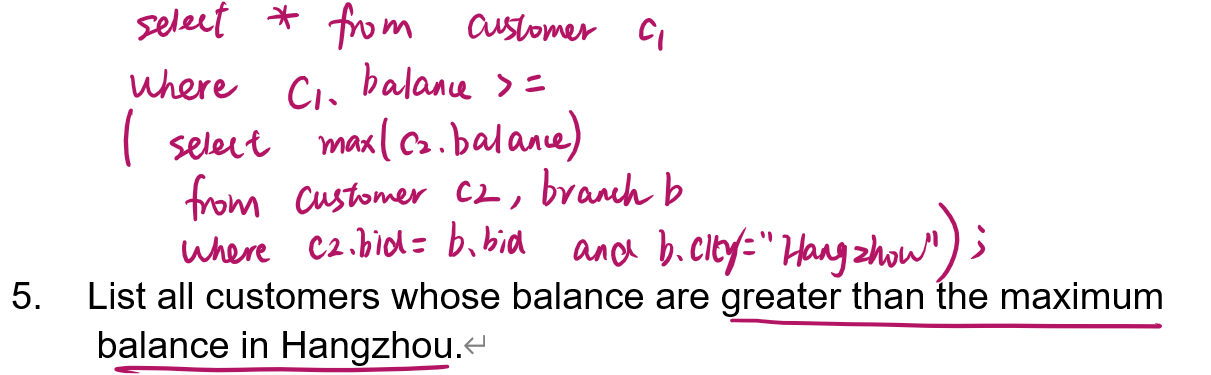 select * from customer c1
where c1. balance >=
( select max(c2.balance)
from customer c2, branch b
where c2.bid = b.bid and b.city="Hangzhou") ;
5. List all customers whose balance are greater than the maximum
balance in Hangzhou.↵